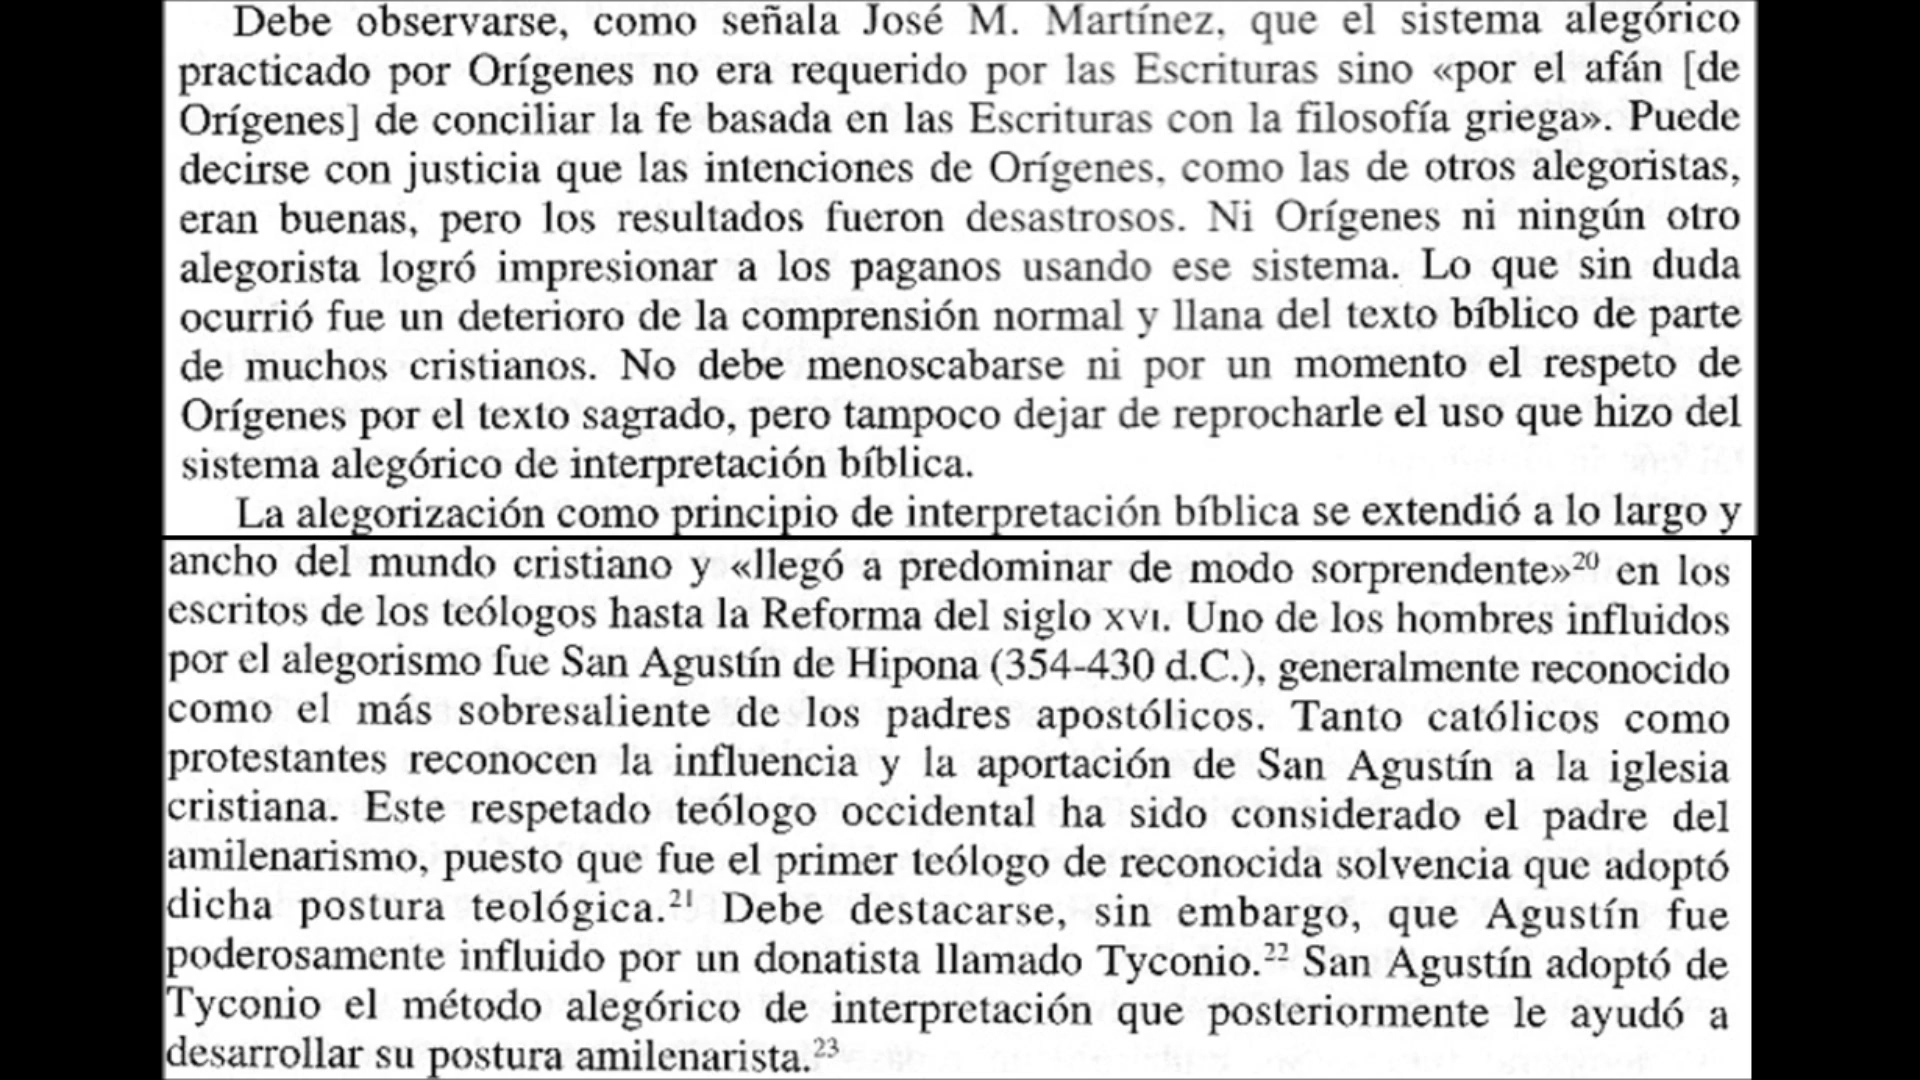 Debe observarse, como señala José M. Martínez, que el sistema alegórico
practicado por Orígenes no era requerido por las Escrituras sino «por el afán [de
Orígenes] de conciliar la fe basada en las Escrituras con la filosofía griega». Puede
decirse con justicia que las intenciones de Orígenes, como las de otros alegoristas,
eran buenas, pero los resultados fueron desastrosos. Ni Orígenes ni ningún otro
alegorista logró impresionar a los paganos usando ese sistema. Lo que sin duda
ocurrió fue un deterioro de la comprensión normal y llana del texto bíblico de parte
de muchos cristianos. No debe menoscabarse ni por un momento el respeto de
Orígenes por el texto sagrado, pero tampoco dejar de reprocharle el uso que hizo del
sistema alegórico de interpretación bíblica.
La alegorización como principio de interpretación bíblica se extendió a lo largo y
ancho del mundo cristiano y «llegó a predominar de modo sorprendente»²⁰ en los
escritos de los teólogos hasta la Reforma del siglo XVI. Uno de los hombres influidos
por el alegorismo fue San Agustín de Hipona (354-430 d.C.), generalmente reconocido
como el más sobresaliente de los padres apostólicos. Tanto católicos como
protestantes reconocen la influencia y la aportación de San Agustín a la iglesia
cristiana. Este respetado teólogo occidental ha sido considerado el padre del
amilenarismo, puesto que fue el primer teólogo de reconocida solvencia que adoptó
dicha postura teológica.²¹ Debe destacarse, sin embargo, que Agustín fue
poderosamente influido por un donatista llamado Tyconio.²² San Agustín adoptó de
Tyconio el método alegórico de interpretación que posteriormente le ayudó a
desarrollar su postura amilenarista.²³